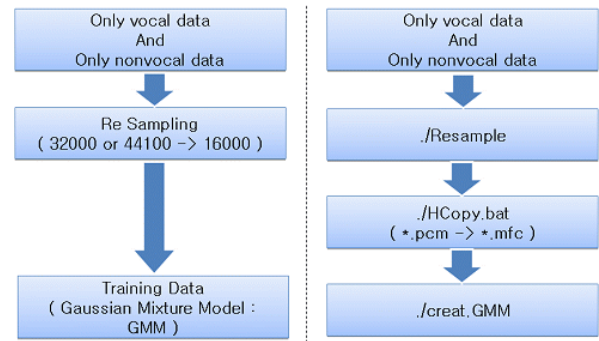 Only vocal data
And
Only nonvocal data
Re Sampling
( 32000 or 44100 -> 16000 )
Training Data
( Gaussian Mixture Model :
GMM )
Only vocal data
And
Only nonvocal data
./Resample
./HCopy.bat
( *.pcm -> *.mfc )
./creat.GMM